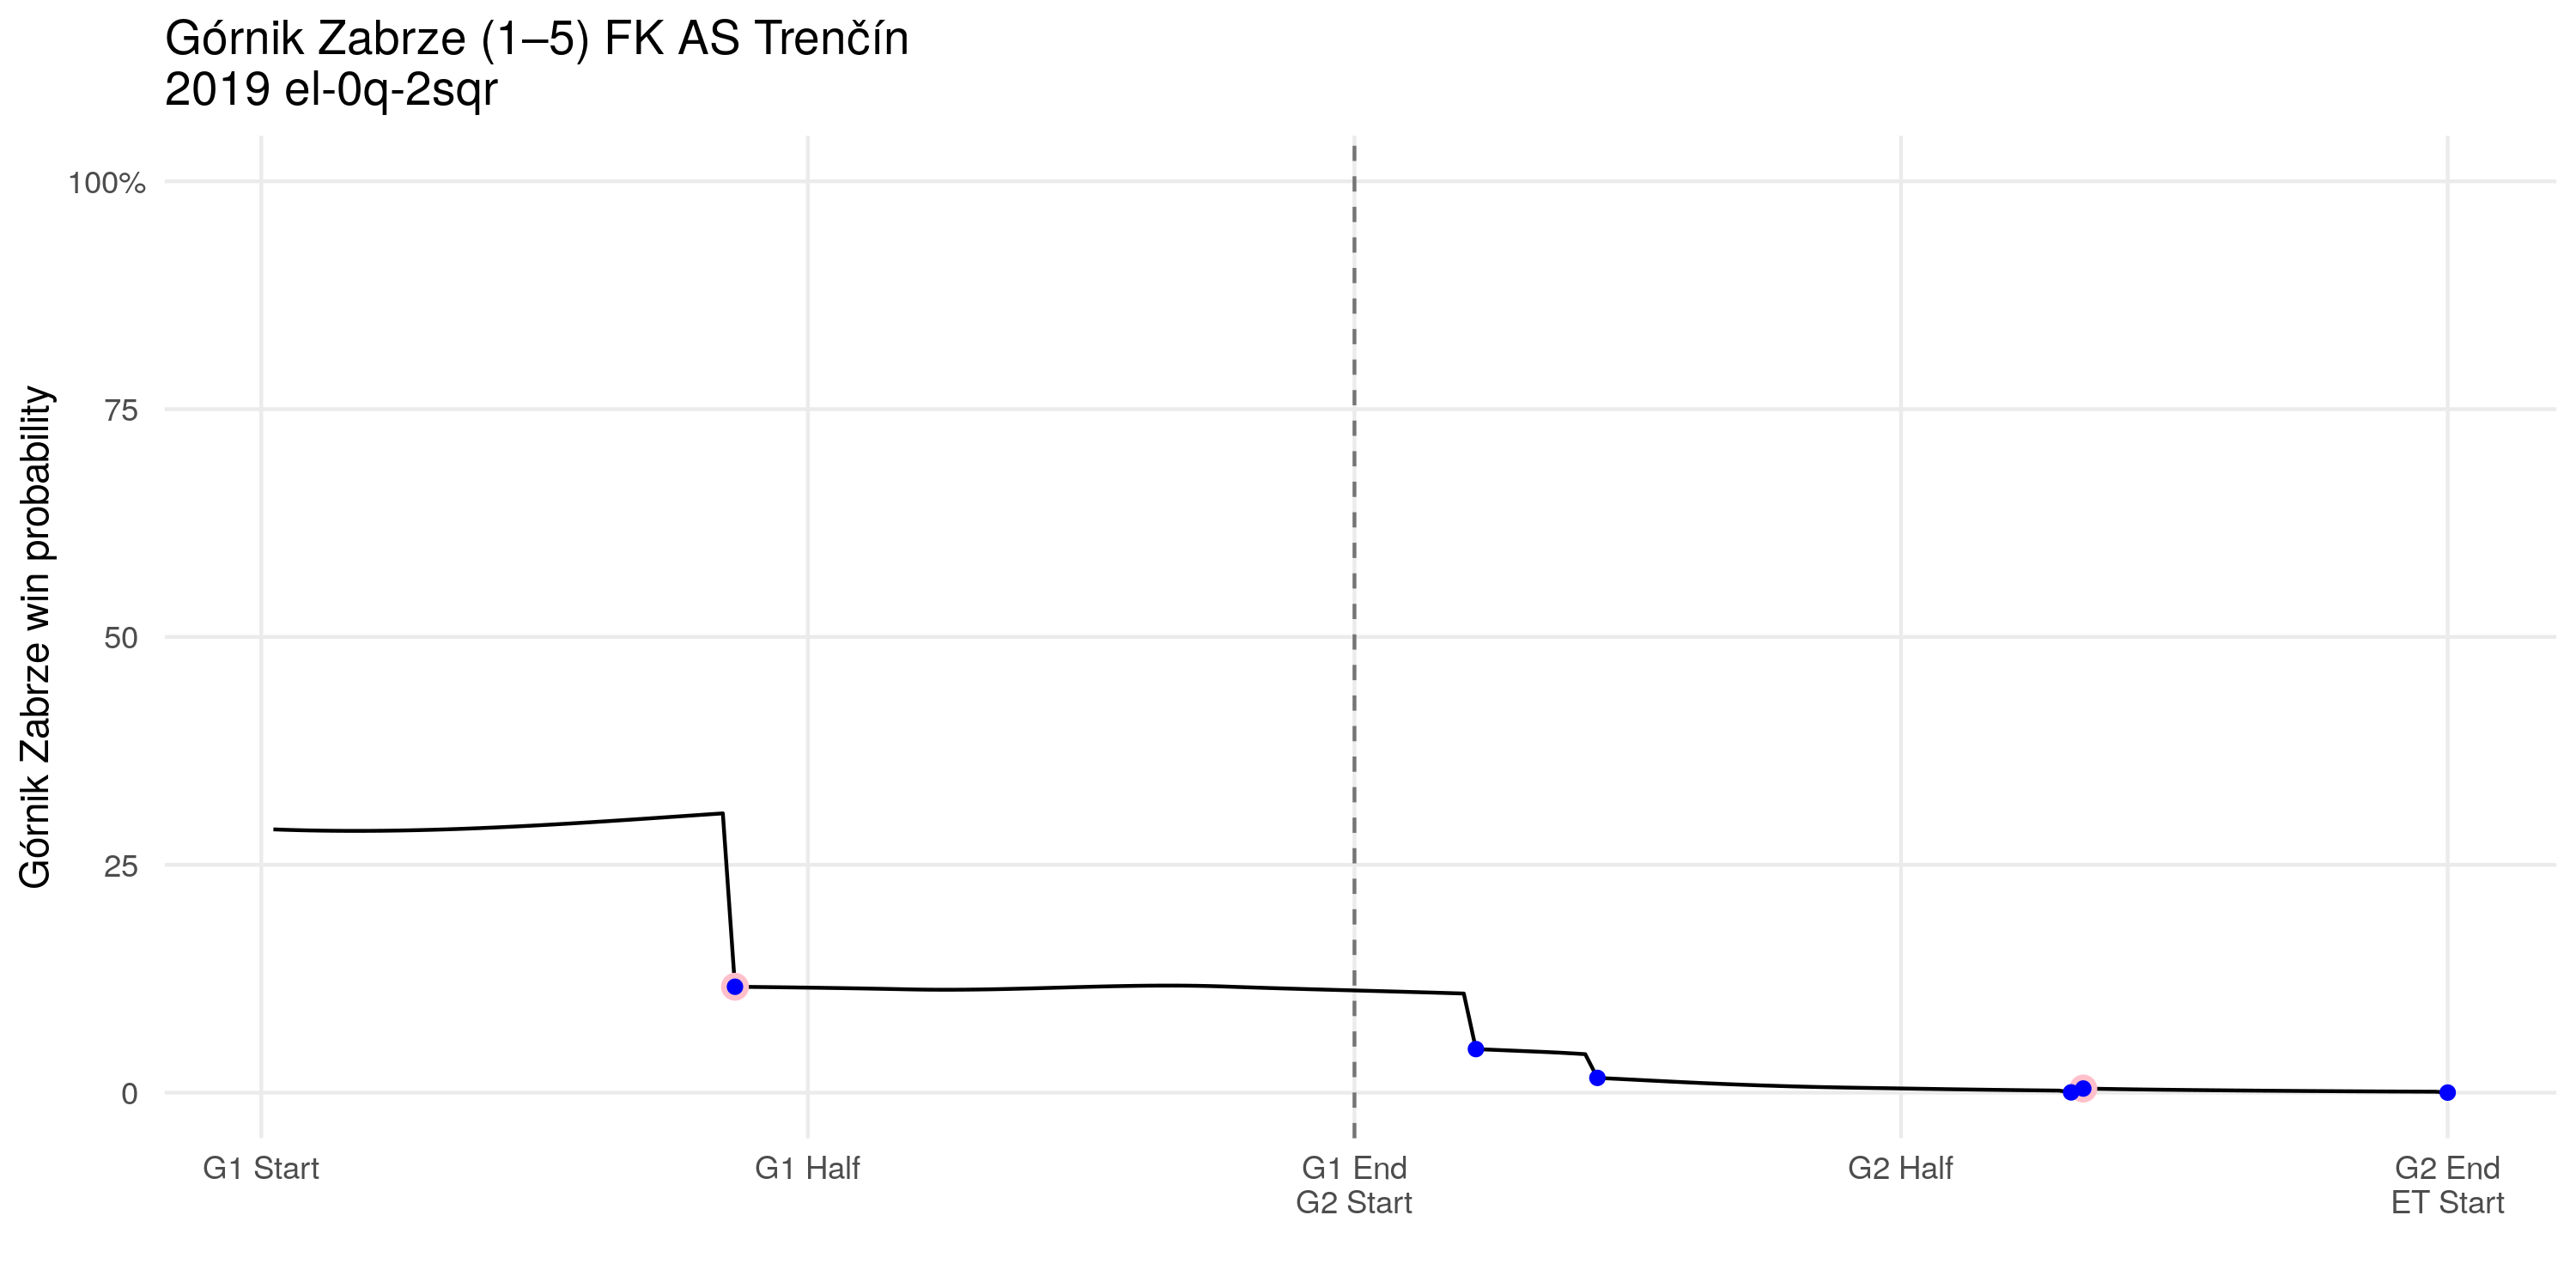 Górnik Zabrze (1–5) FK AS Trenčín
2019 el-0q-2sqr
Górnik Zabrze win probability
100%
75
50
25
0
G1 Start
G1 Half
G1 End
G2 Start
G2 Half
G2 End
ET Start